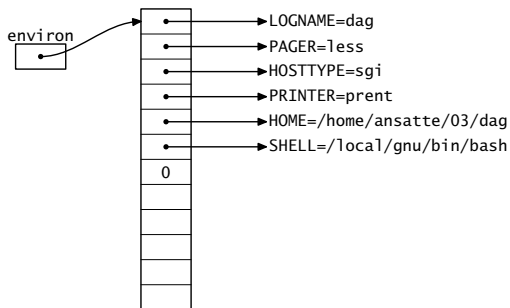 LOGNAME=dag
environ
PAGER=less
HOSTTYPE=sgi
PRINTER=prent
HOME=/home/ansatte/03/dag
SHELL=/local/gnu/bin/bash
0